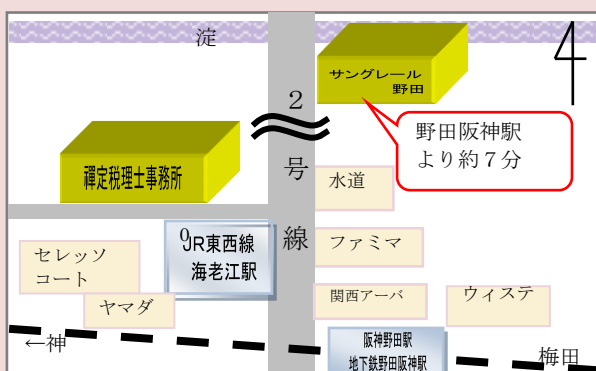 淀
サングレール
野田
2号線
野田阪神駅
より約7分
禪定税理士事務所
水道
JR東西線
海老江駅
ファミマ
セレッソ
コート
ヤマダ
関西アーバ
ウィステ
←神
阪神野田駅
地下鉄野田阪神駅
梅田